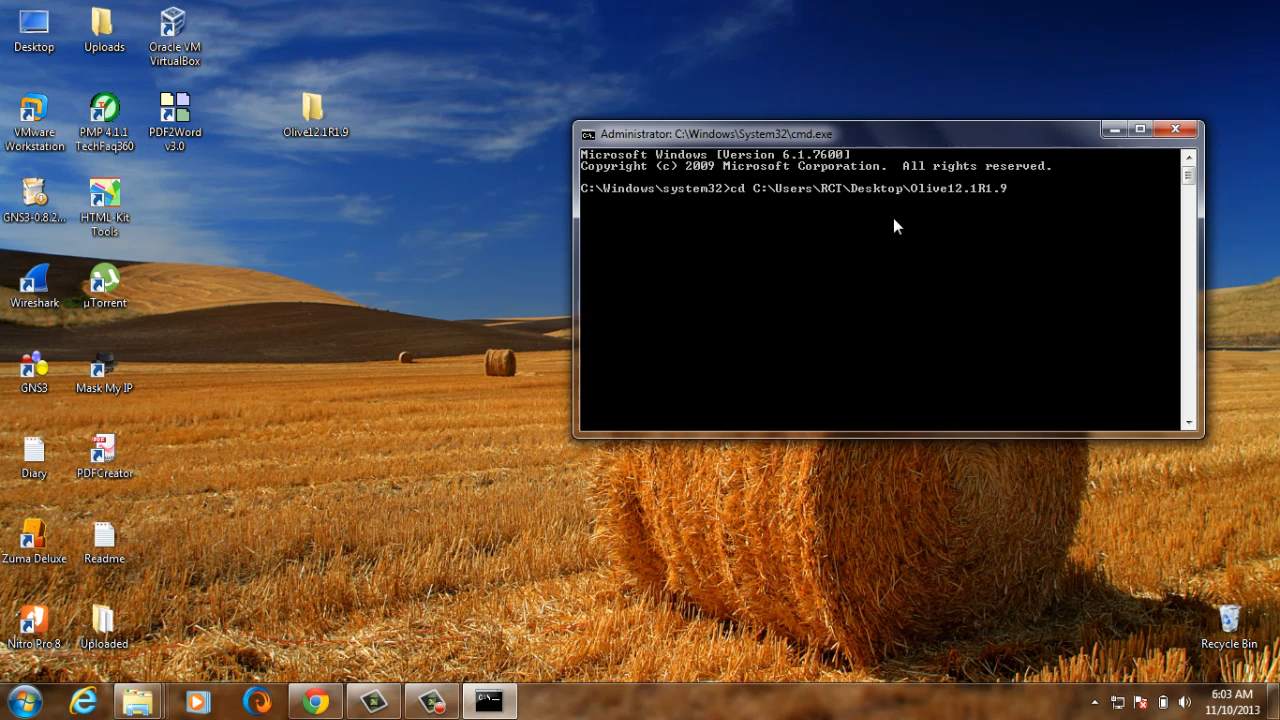 Desktop
Uploads
Oracle VM
VirtualBox
VMware
Workstation
PMP 4.1.1
TechFaq360
PDF2Word
v3.0
Olive12.1R1.9
GNS3-0.8.2...
HTML-Kit
Tools
Wireshark
µTorrent
GNS3
Mask My IP
Diary
PDFCreator
Zuma Deluxe
Readme
Nitro Pro 8
Uploaded
Administrator: C:\Windows\System32\cmd.exe
Microsoft Windows [Version 6.1.7600]
Copyright (c) 2009 Microsoft Corporation.  All rights reserved.
C:\Windows\system32>cd C:\Users\RCT\Desktop\Olive12.1R1.9
Recycle Bin
6:03 AM
11/10/2013